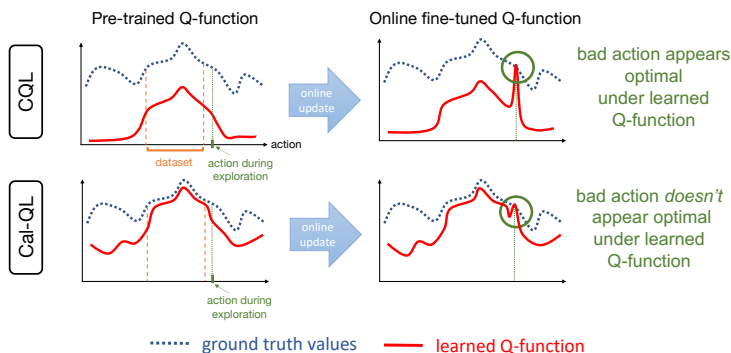 Pre-trained Q-function
Online fine-tuned Q-function
CQL
online
update
bad action appears
optimal
under learned
Q-function
action
dataset
action during
exploration
Cal-QL
online
update
bad action doesn't
appear optimal
under learned
Q-function
action during
exploration
ground truth values
learned Q-function